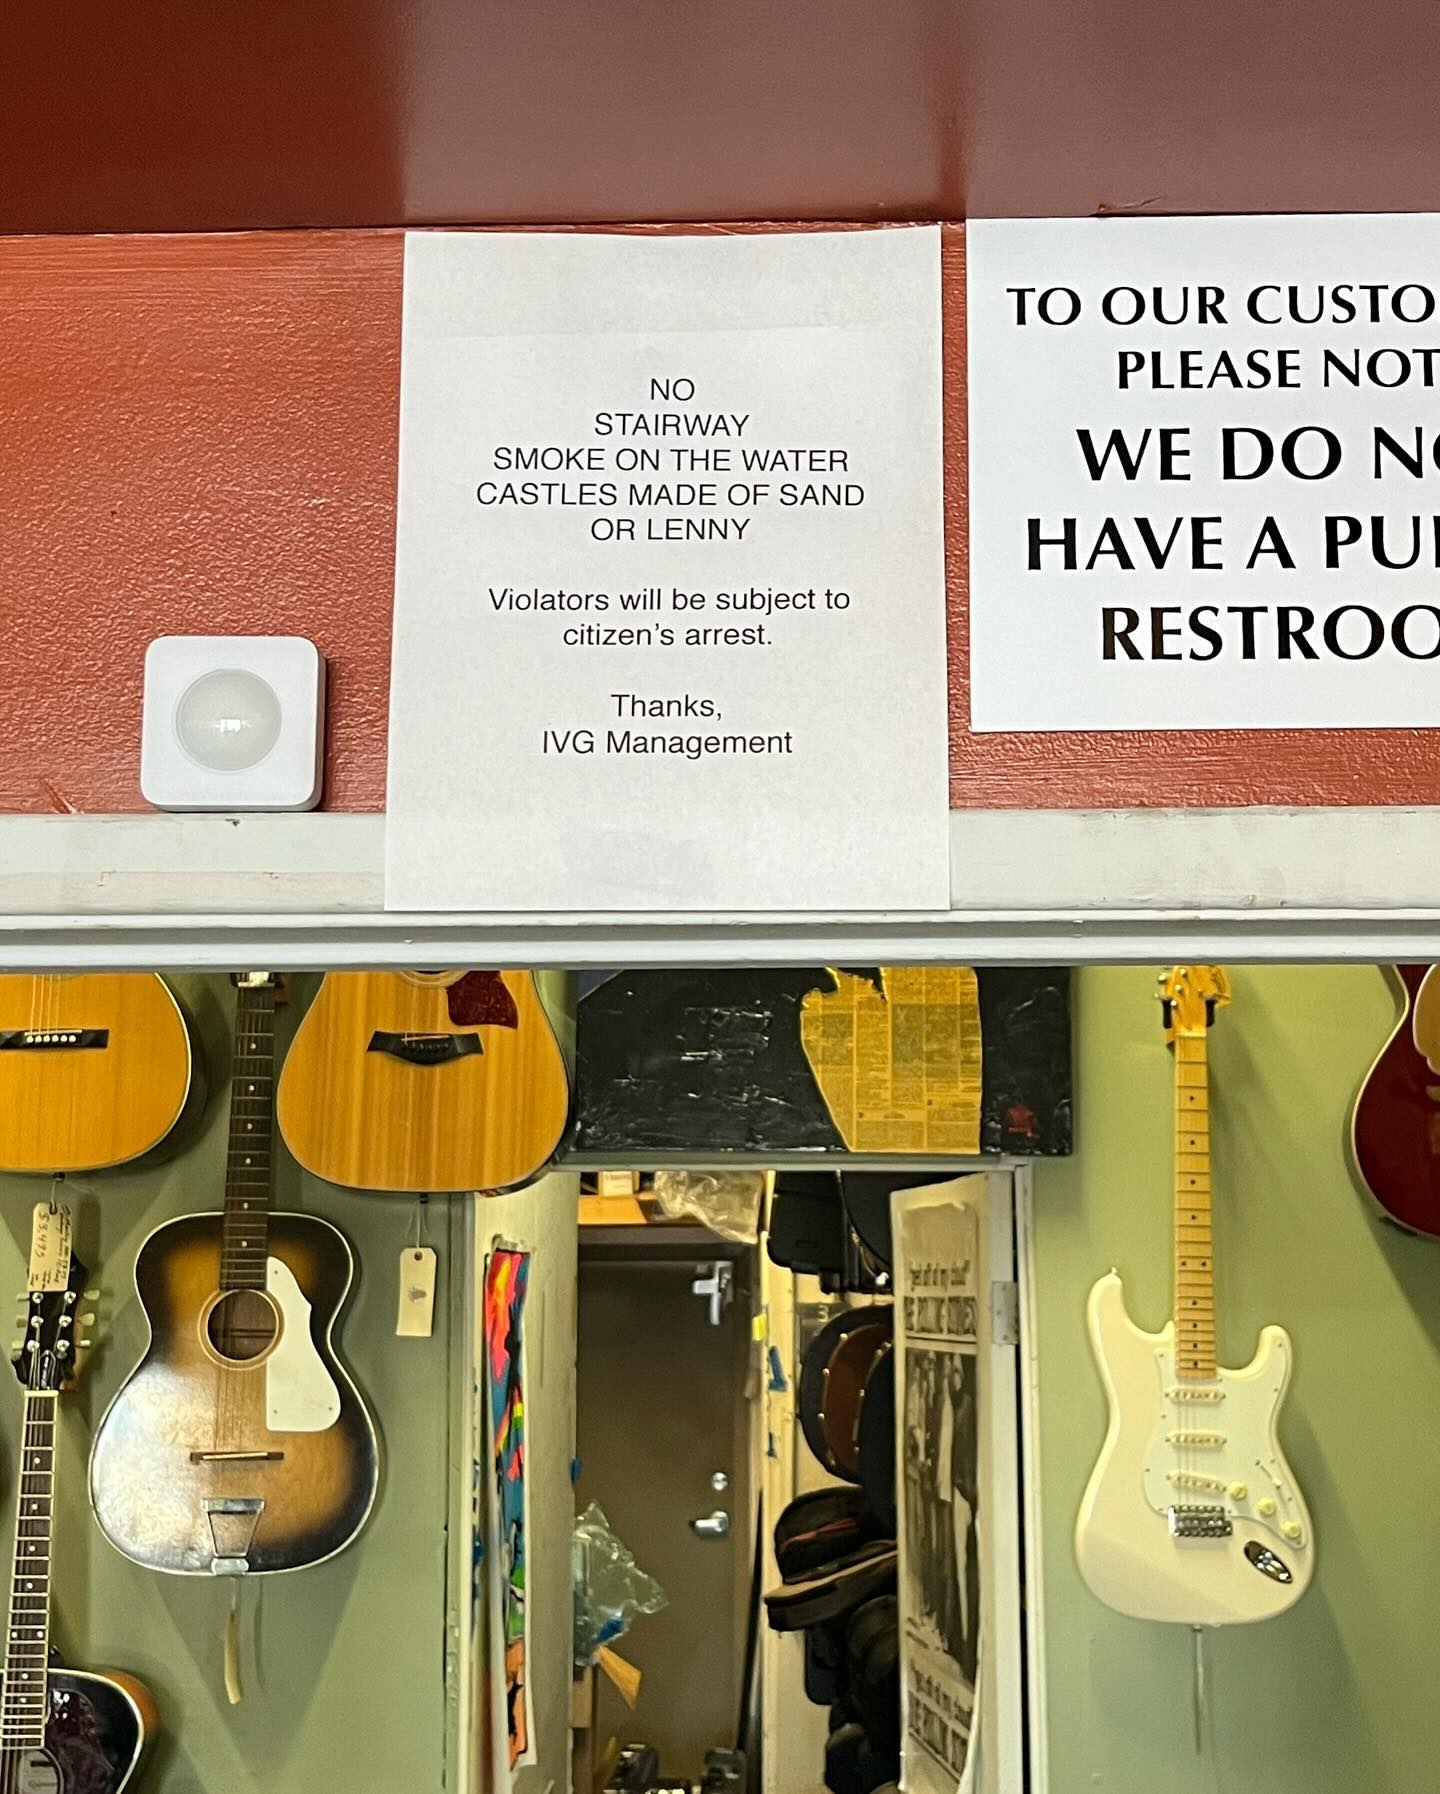 NO
STAIRWAY
SMOKE ON THE WATER
CASTLES MADE OF SAND
OR LENNY
Violators will be subject to
citizen's arrest.
Thanks,
IVG Management
TO OUR CUSTO
PLEASE NOT
WE DO NO
HAVE A PU
RESTROO